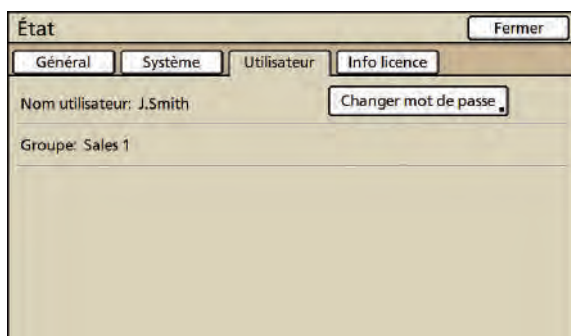 État Fermer
Général Système Utilisateur Info licence
Nom utilisateur: J.Smith Changer mot de passe
Groupe: Sales 1